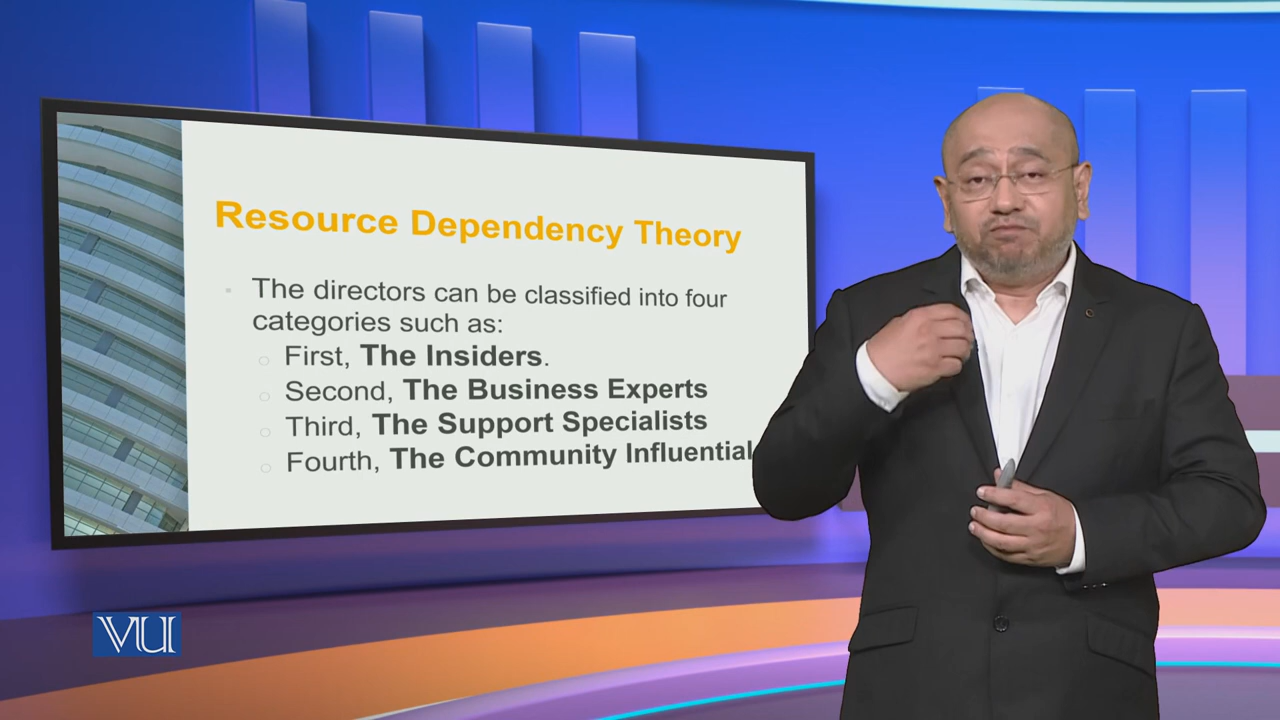 Resource Dependency Theory
The directors can be classified into four
categories such as:
First, The Insiders.
Second, The Business Experts
Third, The Support Specialists
Fourth, The Community Influential
VU